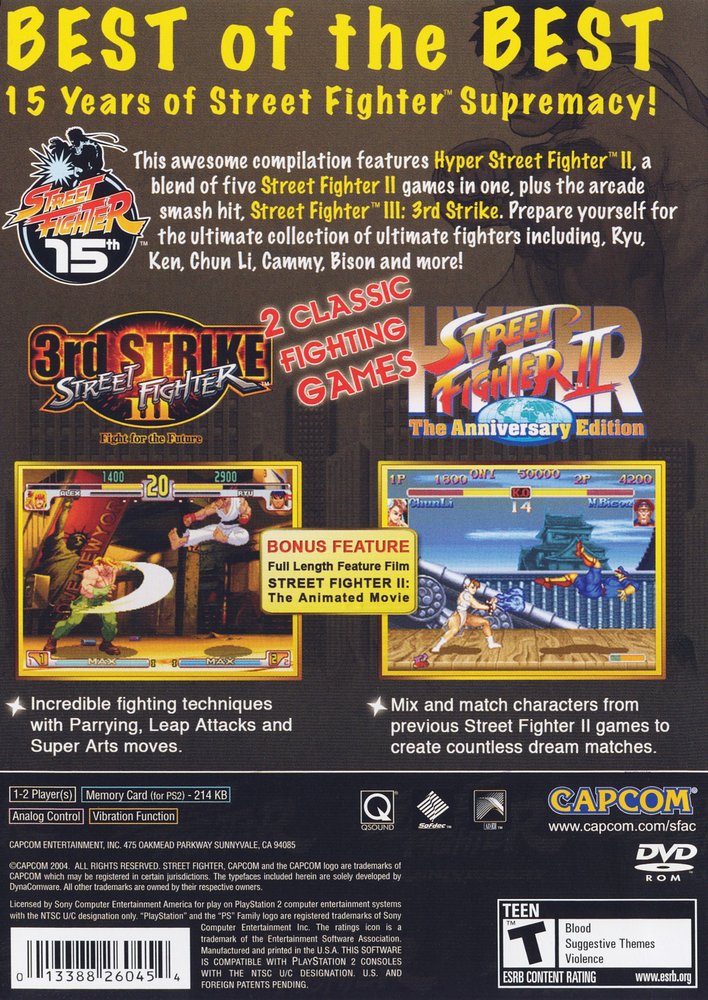 BEST of the BEST
15 Years of Street Fighter™ Supremacy!
STREET
FIGHTER
15th
™
This awesome compilation features Hyper Street Fighter™ II, a
blend of five Street Fighter II games in one, plus the arcade
smash hit, Street Fighter™ III: 3rd Strike. Prepare yourself for
the ultimate collection of ultimate fighters including, Ryu,
Ken, Chun Li, Cammy, Bison and more!
2 CLASSIC
FIGHTING
GAMES
3rd STRIKE
STREET FIGHTER
III
Fight for the Future
HYPER
STREET
FIGHTER II
The Anniversary Edition
1400 20 2900
ALEX RYU
MAX MAX
1P 1800 50000 2P 4200
K.O
ChunLi 14 M.Bison
BONUS FEATURE
Full Length Feature Film
STREET FIGHTER II:
The Animated Movie
Incredible fighting techniques
with Parrying, Leap Attacks and
Super Arts moves.
Mix and match characters from
previous Street Fighter II games to
create countless dream matches.
1-2 Player(s) Memory Card (for PS2) - 214 KB
Analog Control Vibration Function
QSOUND
Sofdec™
CAPCOM®
www.capcom.com/sfac
DVD
ROM
CAPCOM ENTERTAINMENT, INC. 475 OAKMEAD PARKWAY SUNNYVALE, CA 94085
©CAPCOM 2004. ALL RIGHTS RESERVED. STREET FIGHTER, CAPCOM and the CAPCOM logo are trademarks of
CAPCOM which may be registered in certain jurisdictions. The typefaces included herein are solely developed by
DynaComware. All other trademarks are owned by their respective owners.
Licensed by Sony Computer Entertainment America for play on PlayStation 2 computer entertainment systems
with the NTSC U/C designation only. "PlayStation" and the "PS" Family logo are registered trademarks of Sony
Computer Entertainment Inc. The ratings icon is a
trademark of the Entertainment Software Association.
Manufactured and printed in the U.S.A. THIS SOFTWARE
IS COMPATIBLE WITH PLAYSTATION 2 CONSOLES
WITH THE NTSC U/C DESIGNATION. U.S. AND
FOREIGN PATENTS PENDING.
0 13388 26045 4
TEEN
T
Blood
Suggestive Themes
Violence
ESRB CONTENT RATING www.esrb.org